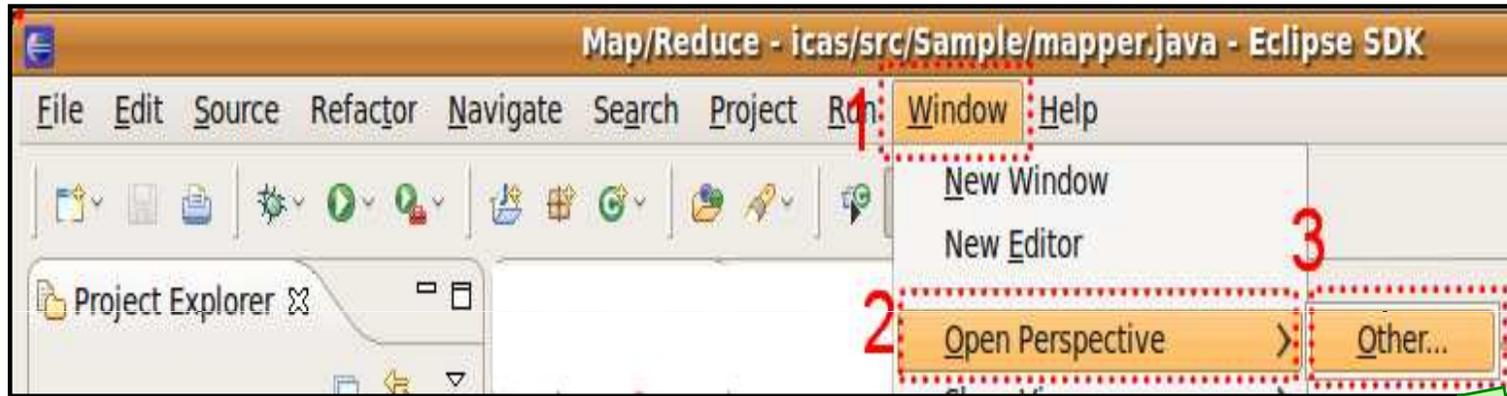 Map/Reduce - icas/src/Sample/mapper.java - Eclipse SDK
File Edit Source Refactor Navigate Search Project Run Window Help
1
New Window
New Editor
3
Project Explorer
2
Open Perspective
Other...